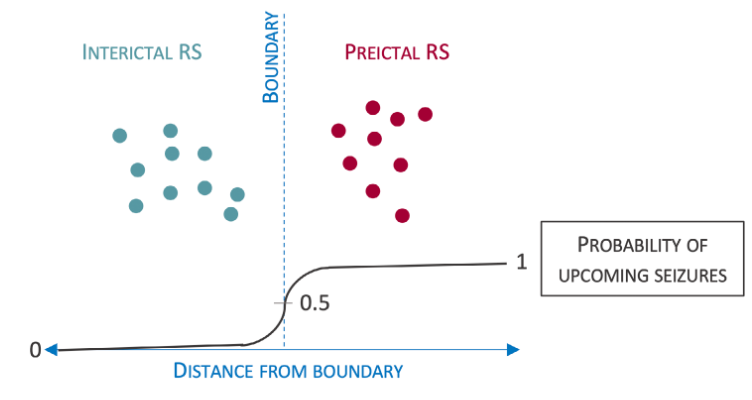 INTERICTAL RS
BOUNDARY
PREICTAL RS
PROBABILITY OF
UPCOMING SEIZURES
1
0.5
0
DISTANCE FROM BOUNDARY